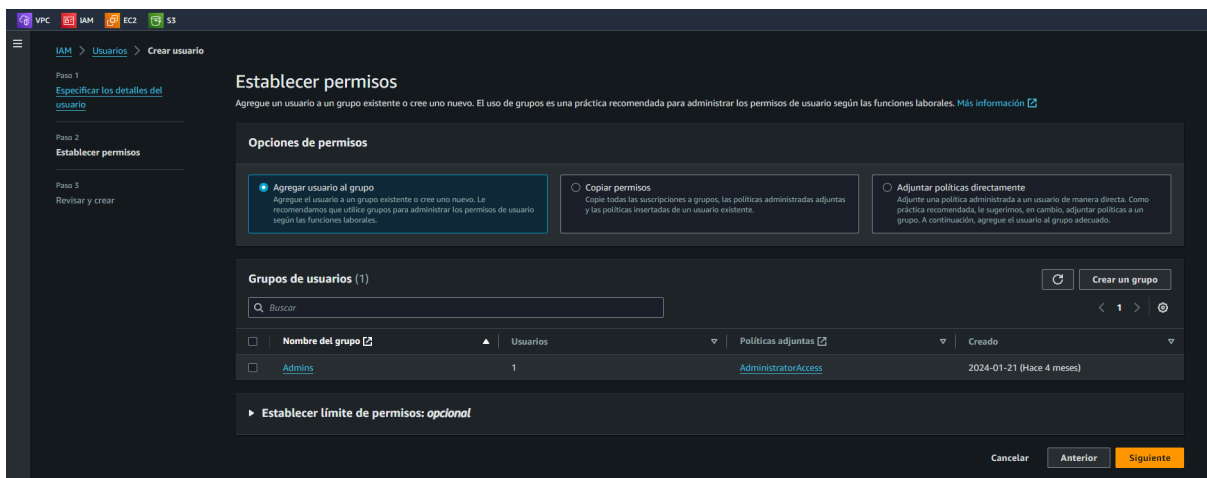 VPC IAM EC2 S3
IAM > Usuarios > Crear usuario
Paso 1
Especificar los detalles del
usuario
Paso 2
Establecer permisos
Paso 3
Revisar y crear
Establecer permisos
Agregue un usuario a un grupo existente o cree uno nuevo. El uso de grupos es una práctica recomendada para administrar los permisos de usuario según las funciones laborales. Más información
Opciones de permisos
Agregar usuario al grupo
Agregue el usuario a un grupo existente o cree uno nuevo. Le
recomendamos que utilice grupos para administrar los permisos de usuario
según las funciones laborales.
Copiar permisos
Copie todas las suscripciones a grupos, las políticas administradas adjuntas
y las políticas insertadas de un usuario existente.
Adjuntar políticas directamente
Adjunte una política administrada a un usuario de manera directa. Como
práctica recomendada, le sugerimos, en cambio, adjuntar políticas a un
grupo. A continuación, agregue el usuario al grupo adecuado.
Grupos de usuarios (1)
Crear un grupo
Buscar
< 1 >
Nombre del grupo Usuarios Políticas adjuntas Creado
Admins 1 AdministratorAccess 2024-01-21 (Hace 4 meses)
Establecer límite de permisos: opcional
Cancelar Anterior Siguiente